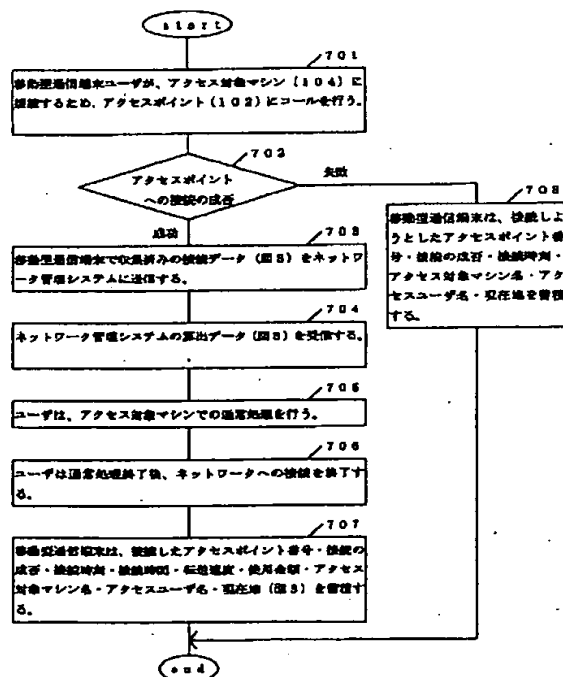 start
701
移動型通信端末ユーザが、アクセス対象マシン(104)に
接続するため、アクセスポイント(102)にコールを行う。
702
アクセスポイント
への接続の成否
失敗
成功
708
移動型通信端末は、接続しよ
うとしたアクセスポイント番
号・接続の成否・接続時刻・
アクセス対象マシン名・アク
セスユーザ名・現在地を蓄積
する。
703
移動型通信端末で収集済みの接続データ(図3)をネットワ
ーク管理システムに送信する。
704
ネットワーク管理システムの算出データ(図3)を受信する。
705
ユーザは、アクセス対象マシンでの通常処理を行う。
706
ユーザは通常処理終了後、ネットワークへの接続を終了す
る。
707
移動型通信端末は、接続したアクセスポイント番号・接続の
成否・接続時刻・接続時間・転送速度・使用金額・アクセス
対象マシン名・アクセスユーザ名・現在地(図3)を蓄積す
る。
end